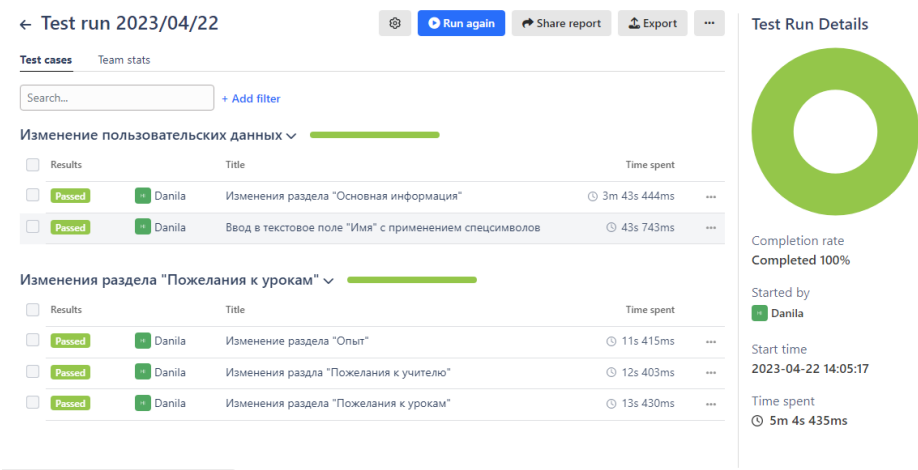 ← Test run 2023/04/22
Run again
Share report
Export
Test cases
Team stats
Search...
+ Add filter
Изменение пользовательских данных
Results Title Time spent
Passed Danila Изменения раздела "Основная информация" 3m 43s 444ms
Passed Danila Ввод в текстовое поле "Имя" с применением спецсимволов 43s 743ms
Изменения раздела "Пожелания к урокам"
Results Title Time spent
Passed Danila Изменение раздела "Опыт" 11s 415ms
Passed Danila Изменения раздла "Пожелания к учителю" 12s 403ms
Passed Danila Изменения раздела "Пожелания к урокам" 13s 430ms
Test Run Details
Completion rate
Completed 100%
Started by
Danila
Start time
2023-04-22 14:05:17
Time spent
5m 4s 435ms